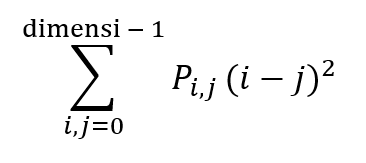 dimensi − 1
∑ P_{i,j} (i − j)²
i,j=0